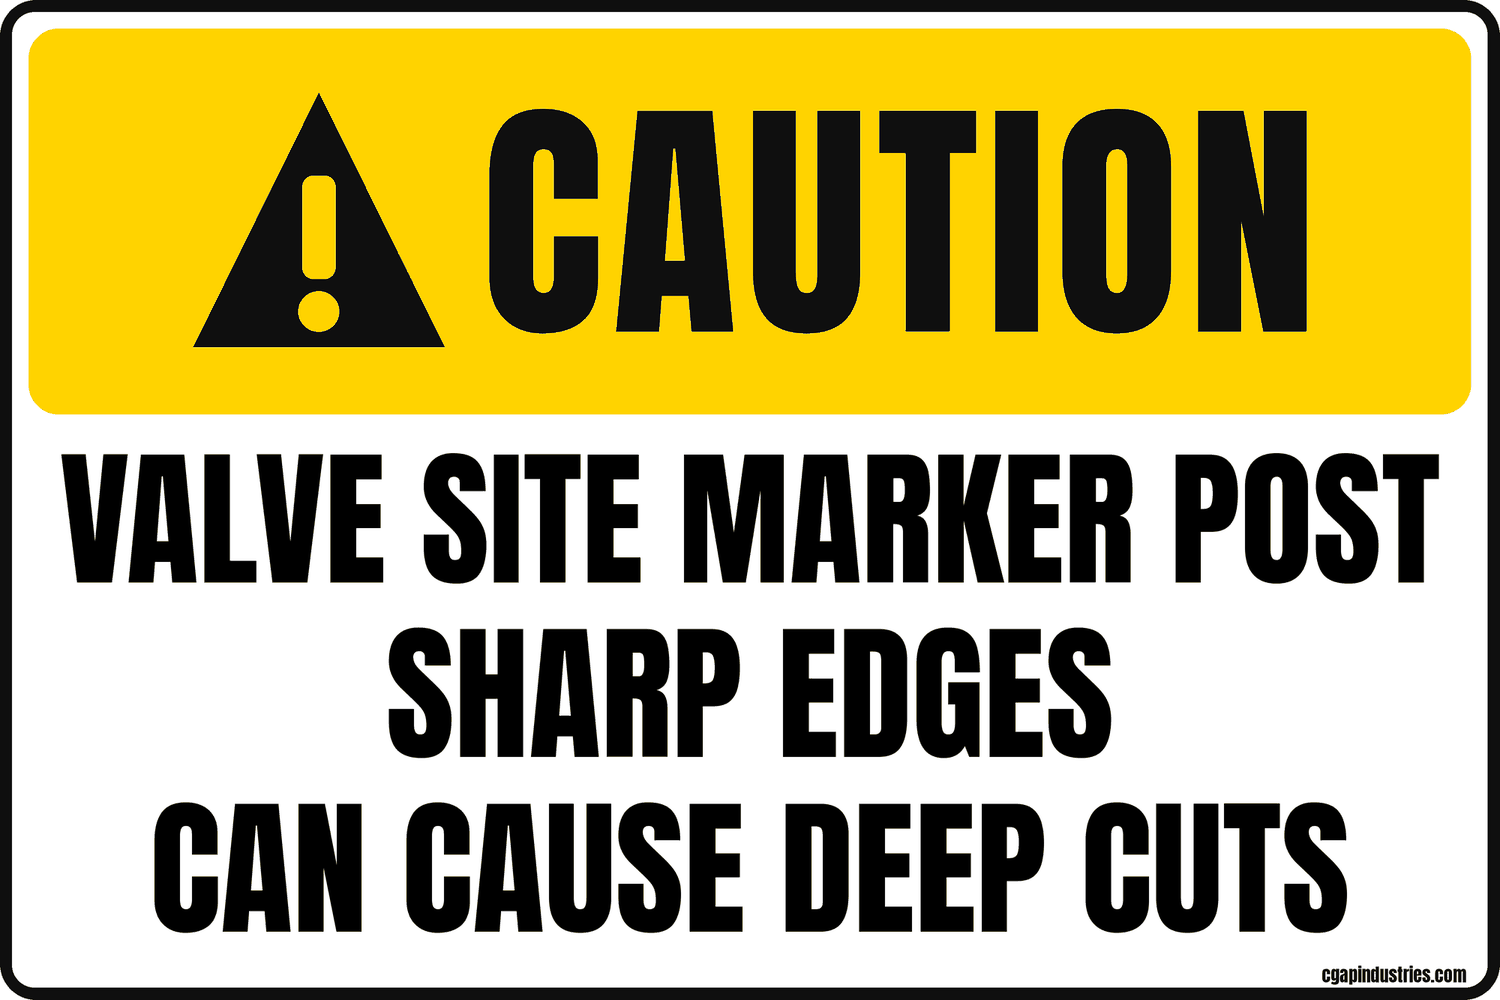 CAUTION
VALVE SITE MARKER POST
SHARP EDGES
CAN CAUSE DEEP CUTS
cgapindustries.com